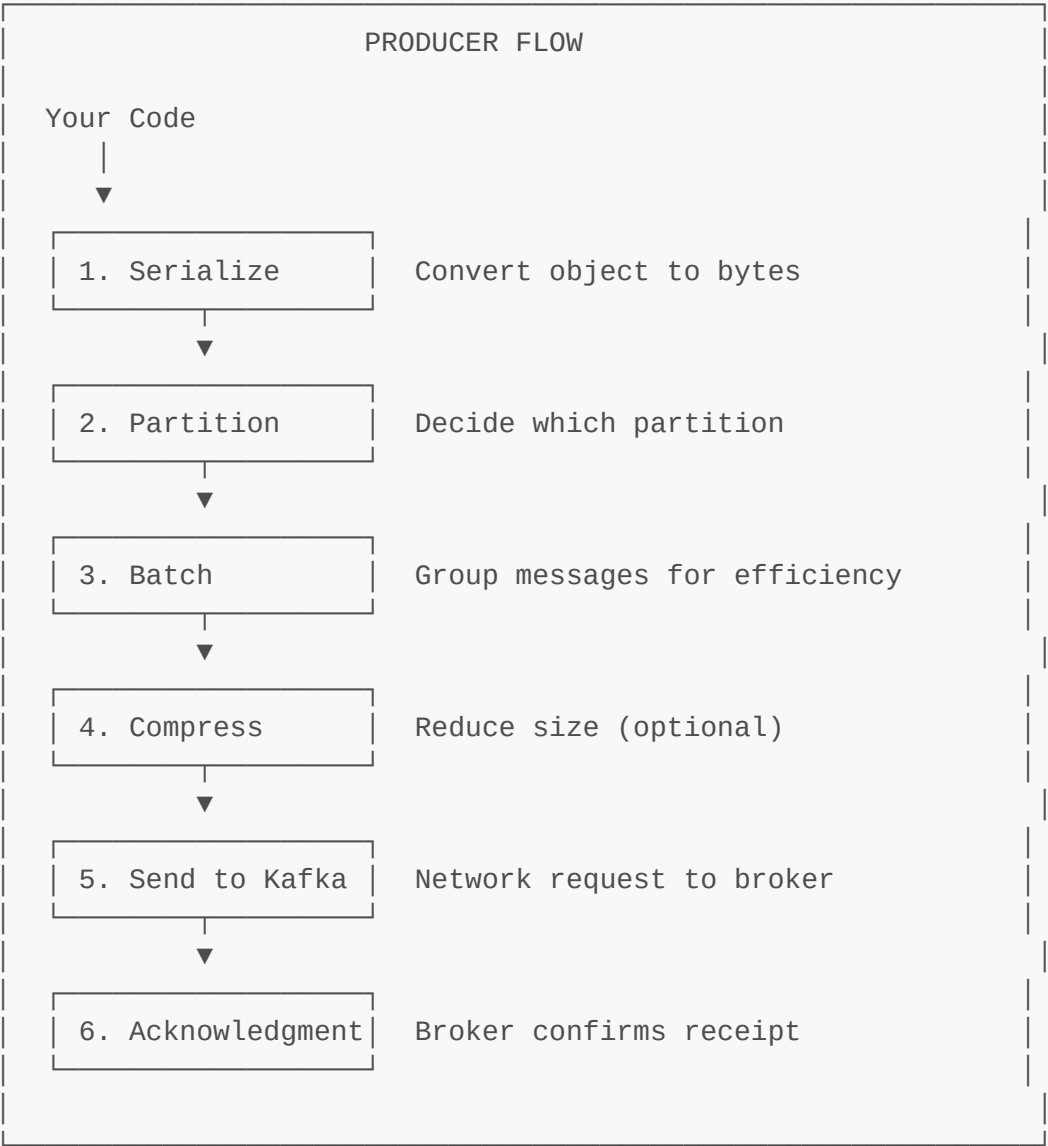 PRODUCER FLOW
Your Code
1. Serialize Convert object to bytes
2. Partition Decide which partition
3. Batch Group messages for efficiency
4. Compress Reduce size (optional)
5. Send to Kafka Network request to broker
6. Acknowledgment Broker confirms receipt